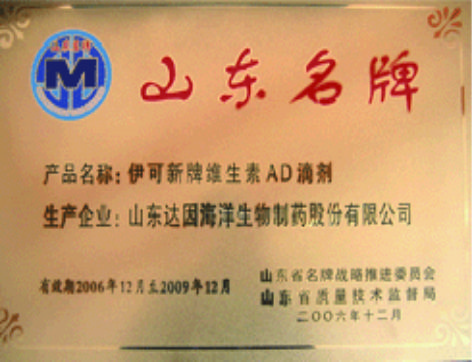 山东名牌
产品名称：伊可新牌维生素AD滴剂
生产企业：山东达因海洋生物制药股份有限公司
有效期2006年12月至2009年12月
山东省名牌战略推进委员会
山东省质量技术监督局
二〇〇六年十二月